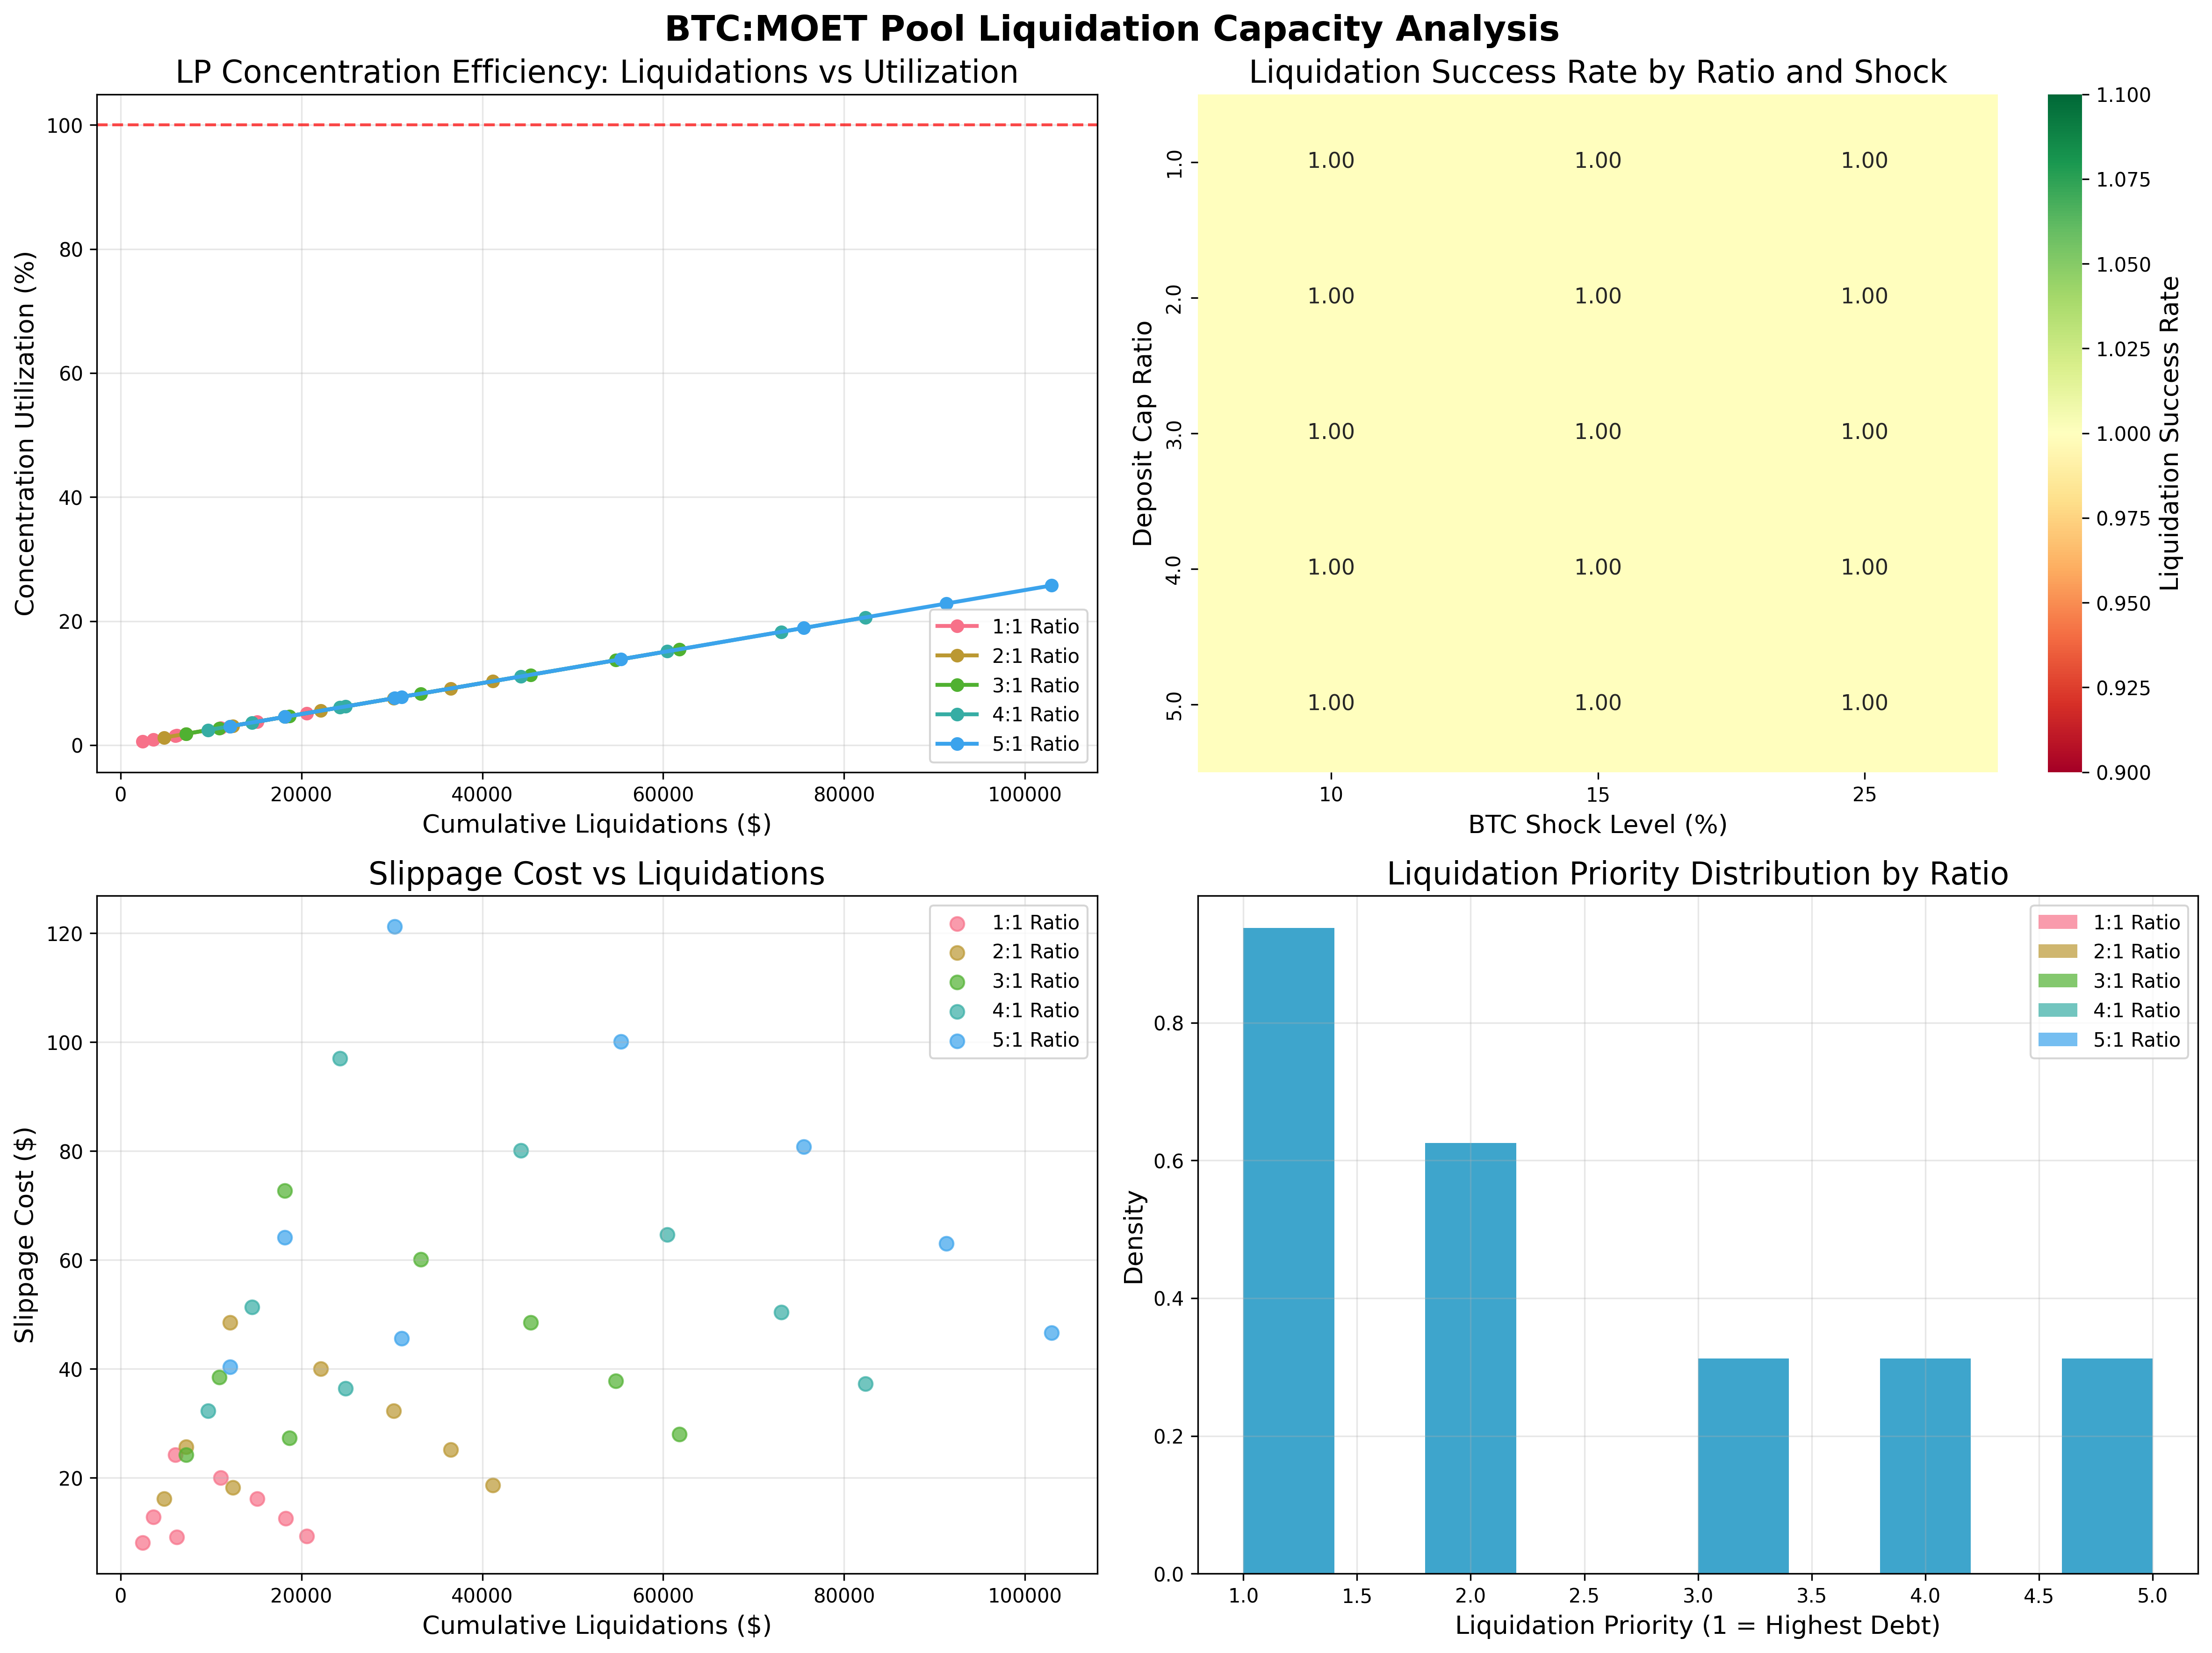 BTC:MOET Pool Liquidation Capacity Analysis
LP Concentration Efficiency: Liquidations vs Utilization
Concentration Utilization (%)
100
80
60
40
20
0
0 20000 40000 60000 80000 100000
Cumulative Liquidations ($)
1:1 Ratio
2:1 Ratio
3:1 Ratio
4:1 Ratio
5:1 Ratio
Liquidation Success Rate by Ratio and Shock
Deposit Cap Ratio
1.0 1.00 1.00 1.00
2.0 1.00 1.00 1.00
3.0 1.00 1.00 1.00
4.0 1.00 1.00 1.00
5.0 1.00 1.00 1.00
10 15 25
BTC Shock Level (%)
1.100
1.075
1.050
1.025
1.000
0.975
0.950
0.925
0.900
Liquidation Success Rate
Slippage Cost vs Liquidations
Slippage Cost ($)
120
100
80
60
40
20
0 20000 40000 60000 80000 100000
Cumulative Liquidations ($)
1:1 Ratio
2:1 Ratio
3:1 Ratio
4:1 Ratio
5:1 Ratio
Liquidation Priority Distribution by Ratio
Density
0.8
0.6
0.4
0.2
0.0
1.0 1.5 2.0 2.5 3.0 3.5 4.0 4.5 5.0
Liquidation Priority (1 = Highest Debt)
1:1 Ratio
2:1 Ratio
3:1 Ratio
4:1 Ratio
5:1 Ratio